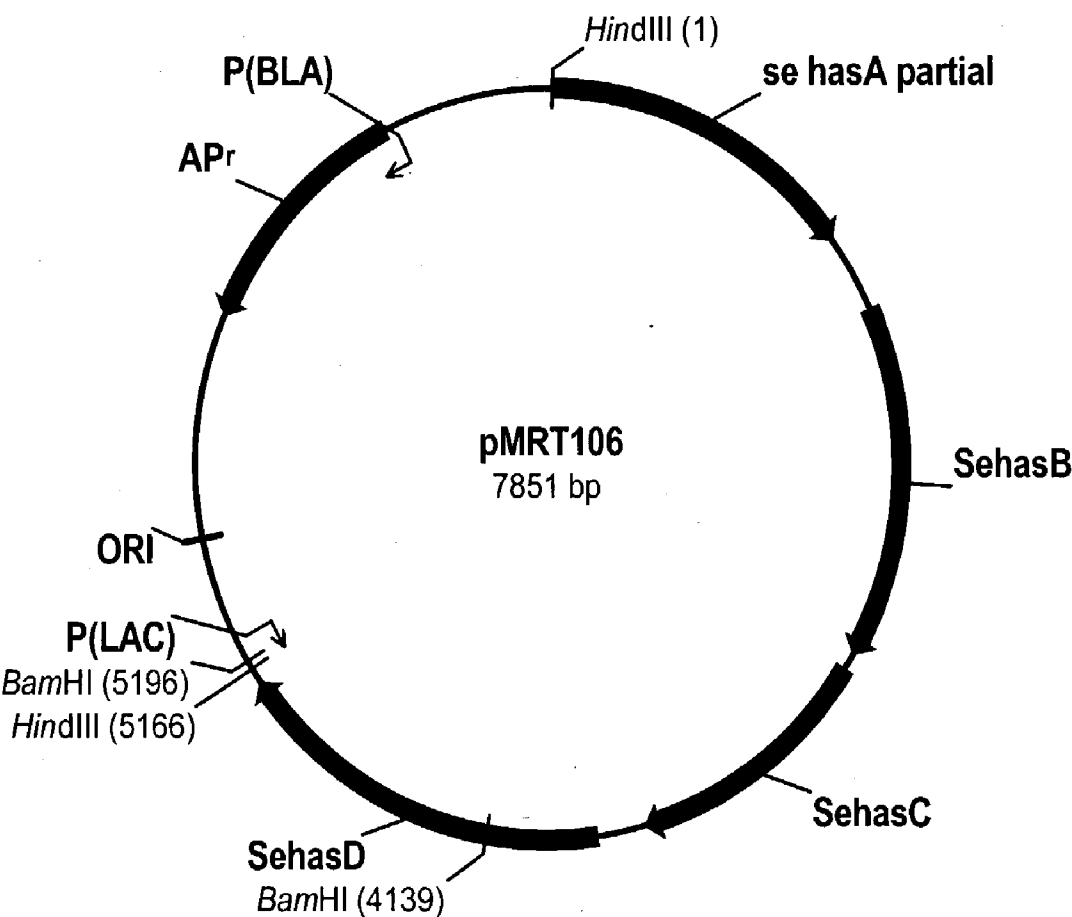 HindIII (1)
P(BLA)
se hasA partial
APr
pMRT106
7851 bp
SehasB
ORI
P(LAC)
BamHI (5196)
HindIII (5166)
SehasC
SehasD
BamHI (4139)